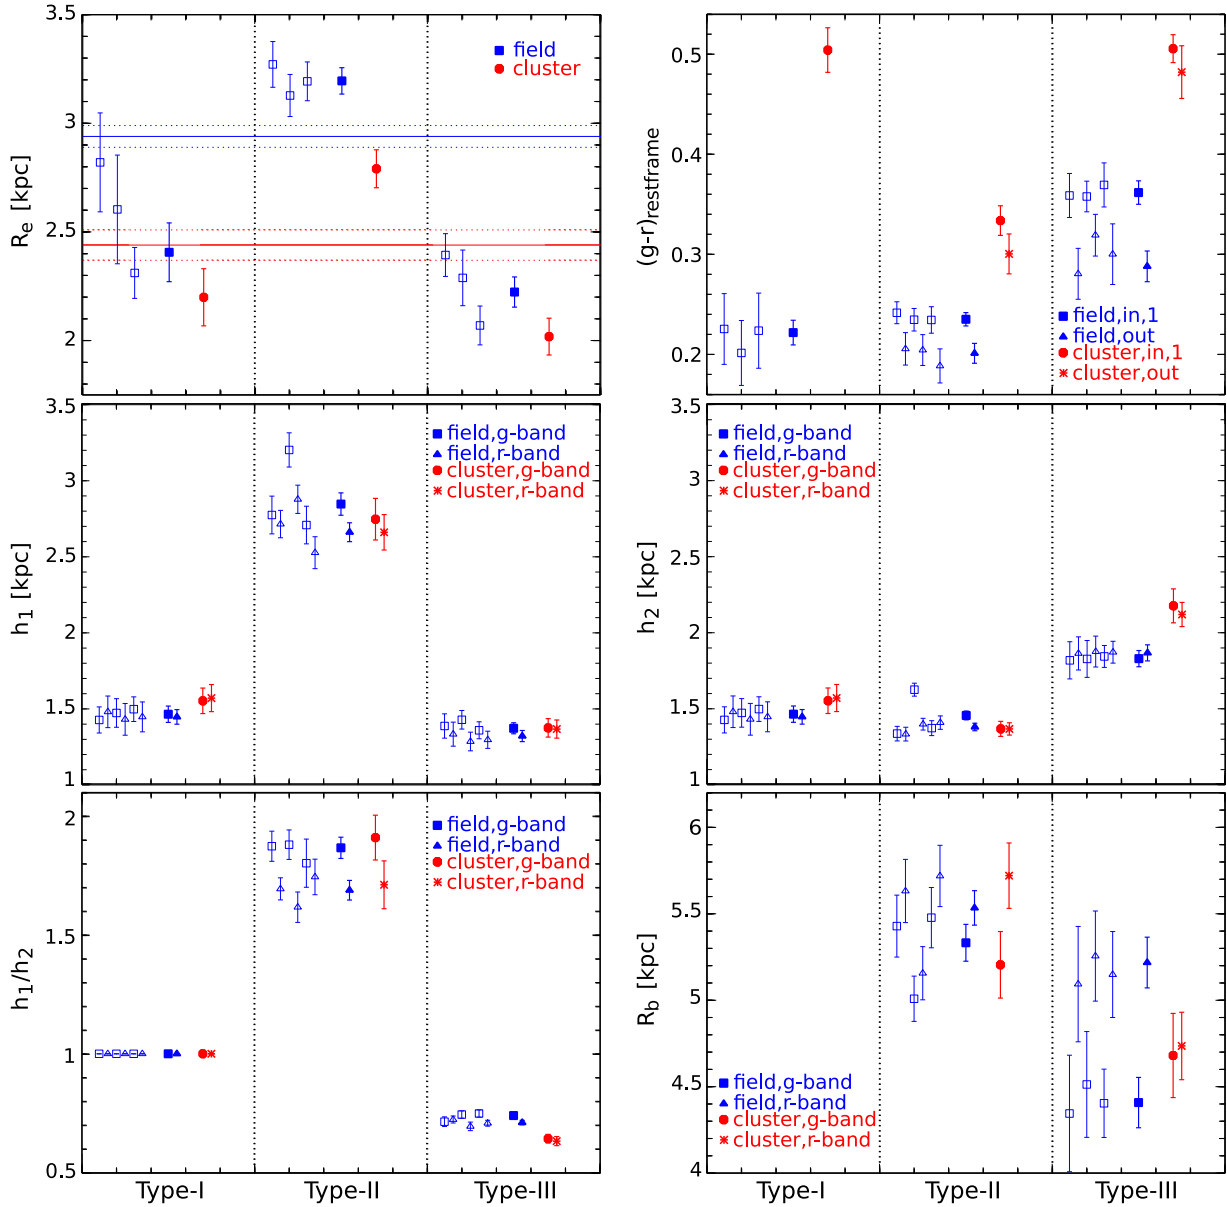 3.5
3
2.5
2
R_e [kpc]
field
cluster
0.5
0.4
0.3
0.2
(g-r)_restframe
field,in,1
field,out
cluster,in,1
cluster,out
3.5
3
2.5
2
1.5
1
h_1 [kpc]
field,g-band
field,r-band
cluster,g-band
cluster,r-band
3.5
3
2.5
2
1.5
1
h_2 [kpc]
field,g-band
field,r-band
cluster,g-band
cluster,r-band
2
1.5
1
0.5
h_1/h_2
field,g-band
field,r-band
cluster,g-band
cluster,r-band
Type-I
Type-II
Type-III
6
5.5
5
4.5
4
R_b [kpc]
field,g-band
field,r-band
cluster,g-band
cluster,r-band
Type-I
Type-II
Type-III